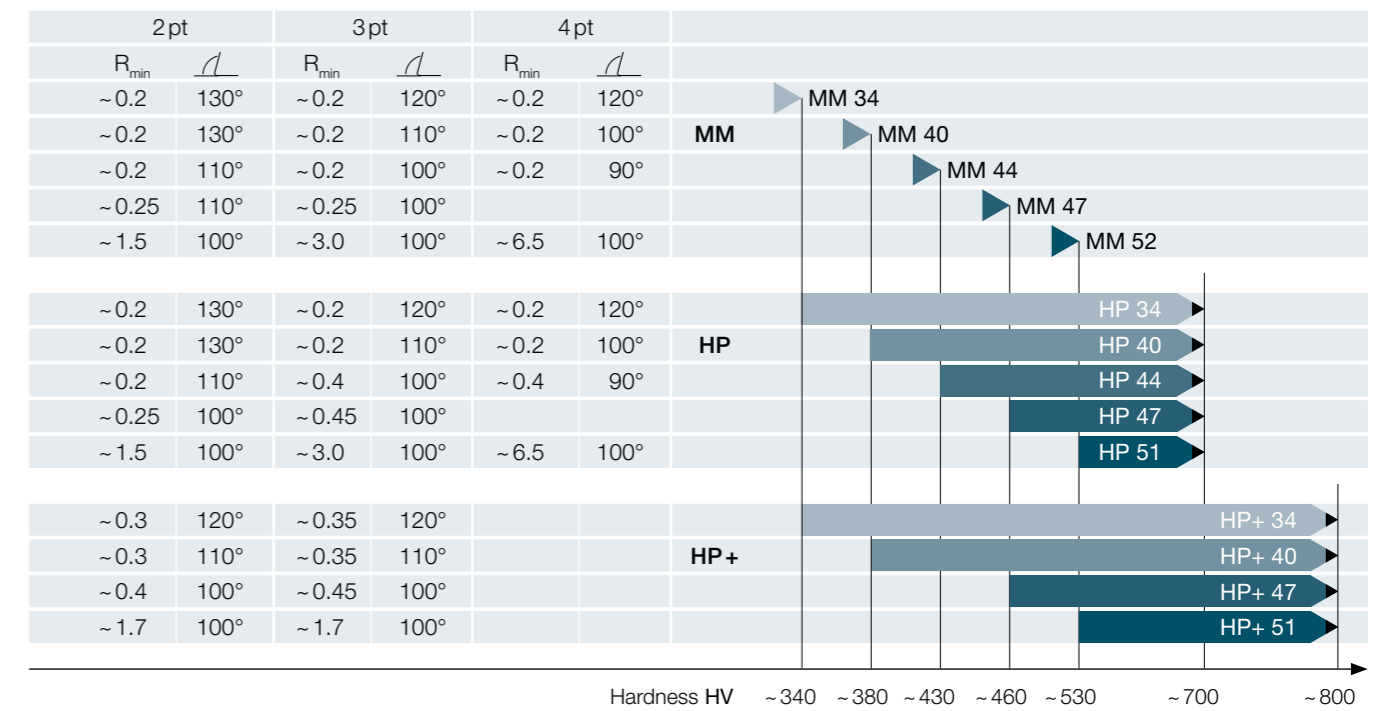 2 pt 3 pt 4 pt
Rmin Rmin Rmin
~0.2 130° ~0.2 120° ~0.2 120° MM 34
~0.2 130° ~0.2 110° ~0.2 100° MM MM 40
~0.2 110° ~0.2 100° ~0.2 90° MM 44
~0.25 110° ~0.25 100° MM 47
~1.5 100° ~3.0 100° ~6.5 100° MM 52
~0.2 130° ~0.2 120° ~0.2 120° HP 34
~0.2 130° ~0.2 110° ~0.2 100° HP HP 40
~0.2 110° ~0.4 100° ~0.4 90° HP 44
~0.25 100° ~0.45 100° HP 47
~1.5 100° ~3.0 100° ~6.5 100° HP 51
~0.3 120° ~0.35 120° HP+ 34
~0.3 110° ~0.35 110° HP+ HP+ 40
~0.4 100° ~0.45 100° HP+ 47
~1.7 100° ~1.7 100° HP+ 51
Hardness HV ~340 ~380 ~430 ~460 ~530 ~700 ~800